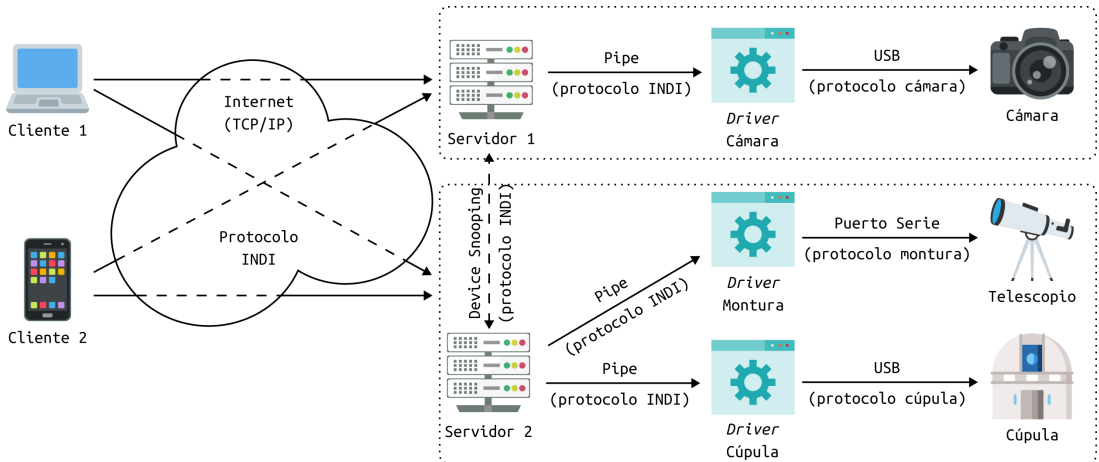 Cliente 1
Internet
(TCP/IP)
Servidor 1
Pipe
(protocolo INDI)
Driver
Cámara
USB
(protocolo cámara)
Cámara
Device Snooping
(protocolo INDI)
Protocolo
INDI
Cliente 2
Servidor 2
Pipe
(protocolo INDI)
Driver
Montura
Puerto Serie
(protocolo montura)
Telescopio
Pipe
(protocolo INDI)
Driver
Cúpula
USB
(protocolo cúpula)
Cúpula